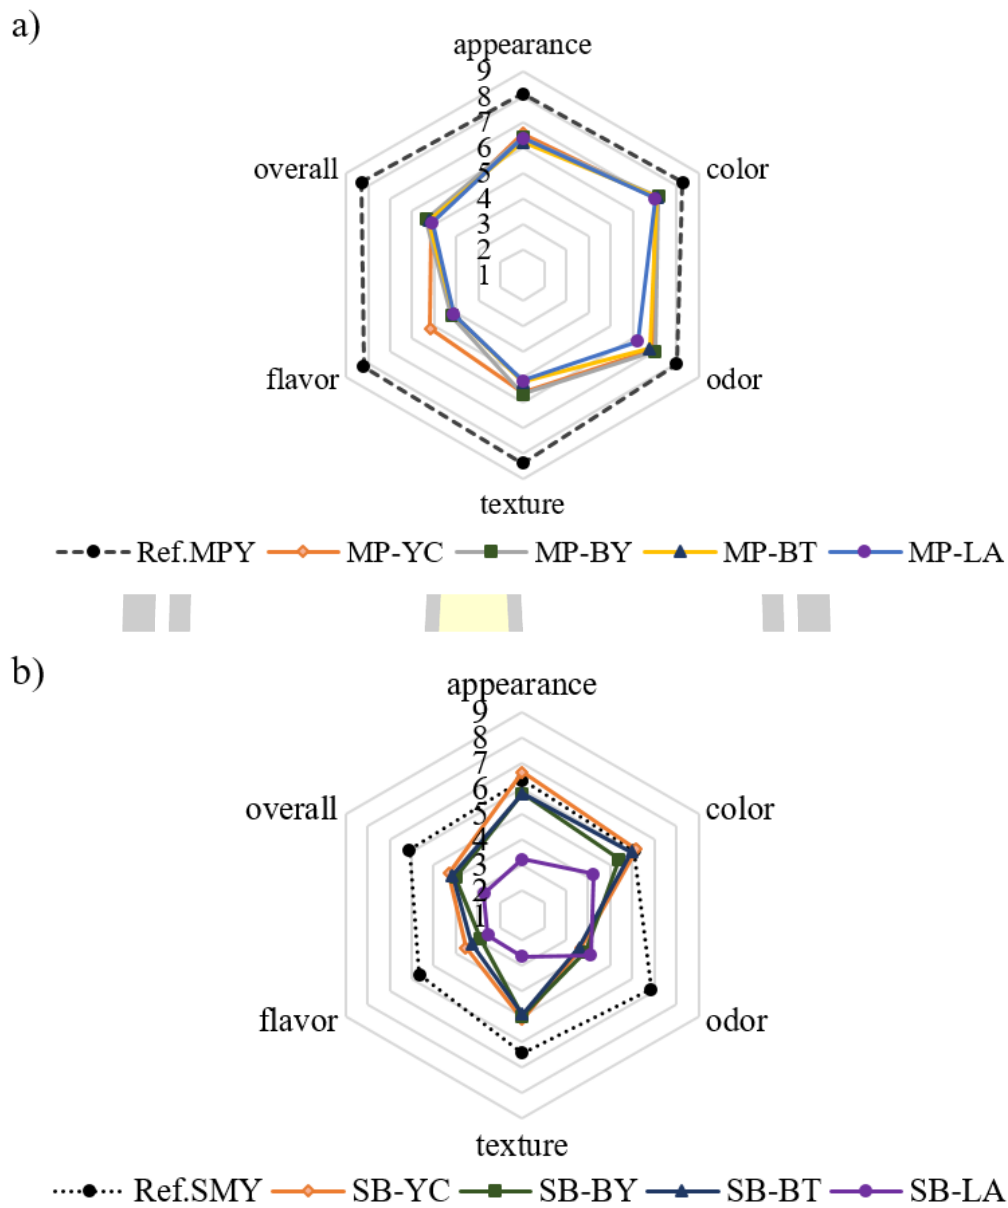 a)
appearance
9
8
7
6
5
4
3
2
1
overall
color
flavor
odor
texture
Ref.MPY MP-YC MP-BY MP-BT MP-LA
b)
appearance
9
8
7
6
5
4
3
2
1
overall
color
flavor
odor
texture
Ref.SMY SB-YC SB-BY SB-BT SB-LA